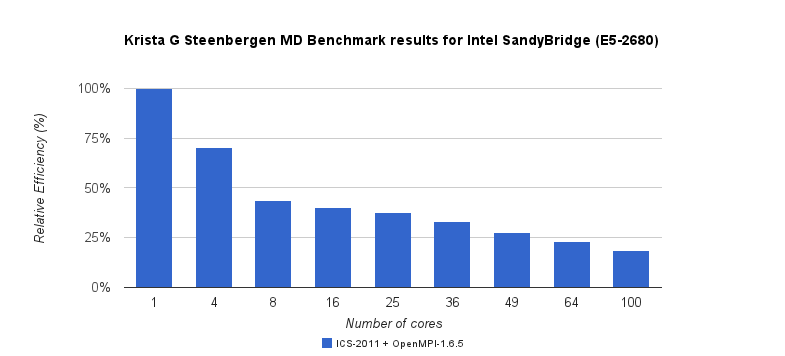 Krista G Steenbergen MD Benchmark results for Intel SandyBridge (E5-2680)
Relative Efficiency (%)
100%
75%
50%
25%
0%
1 4 8 16 25 36 49 64 100
Number of cores
ICS-2011 + OpenMPI-1.6.5